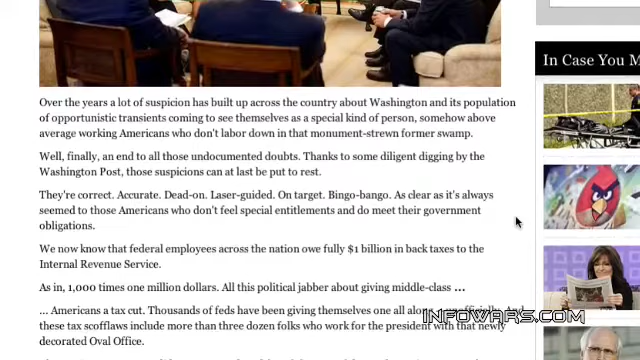 In Case You M
Over the years a lot of suspicion has built up across the country about Washington and its population
of opportunistic transients coming to see themselves as a special kind of person, somehow above
average working Americans who don't labor down in that monument-strewn former swamp.
Well, finally, an end to all those undocumented doubts. Thanks to some diligent digging by the
Washington Post, those suspicions can at last be put to rest.
They're correct. Accurate. Dead-on. Laser-guided. On target. Bingo-bango. As clear as it's always
seemed to those Americans who don't feel special entitlements and do meet their government
obligations.
We now know that federal employees across the nation owe fully $1 billion in back taxes to the
Internal Revenue Service.
As in, 1,000 times one million dollars. All this political jabber about giving middle-class ...
... Americans a tax cut. Thousands of feds have been giving themselves one all along
these tax scofflaws include more than three dozen folks who work for the president with that newly
decorated Oval Office.
INFOWARS.COM